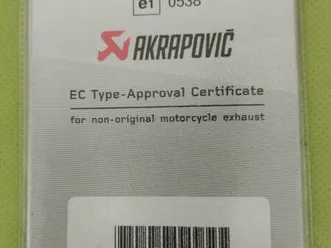 e1 0538
AKRAPOVIČ
EC Type-Approval Certificate
for non-original motorcycle exhaust